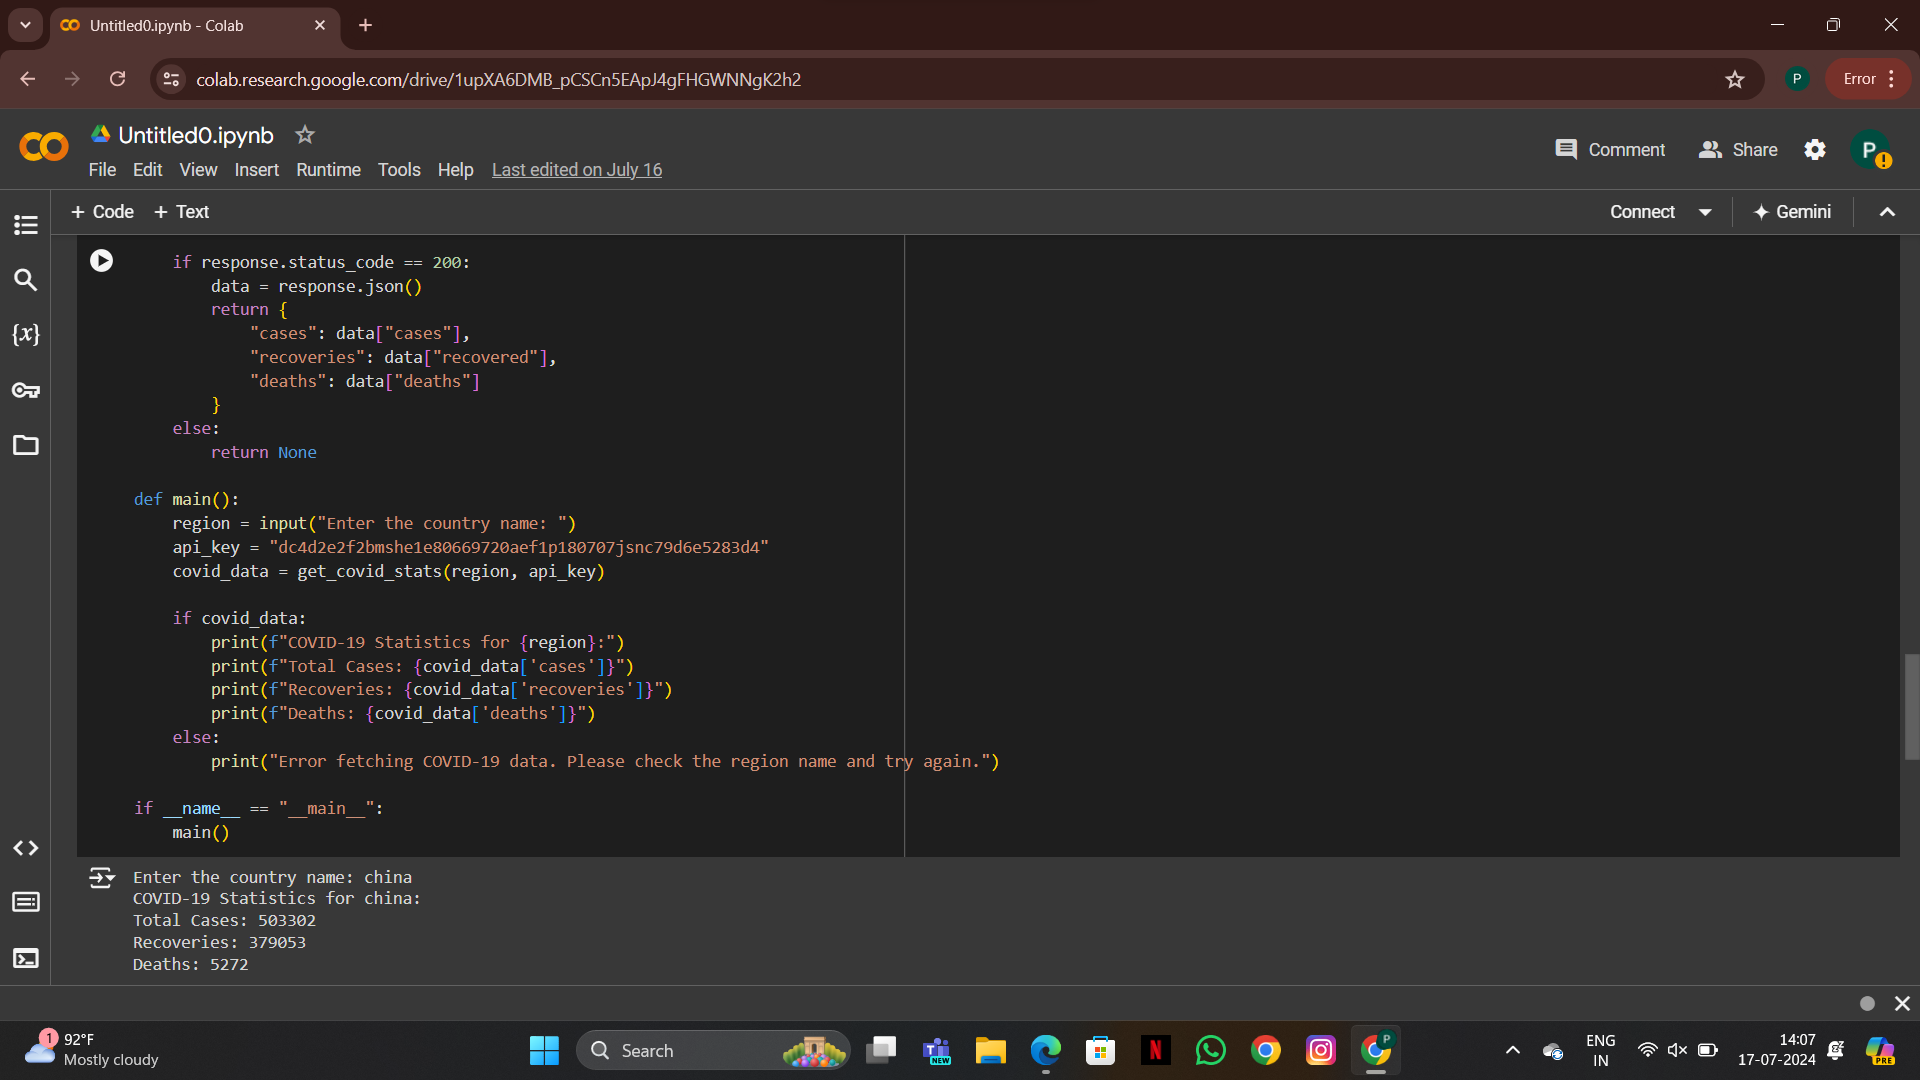 Untitled0.ipynb - Colab
colab.research.google.com/drive/1upXA6DMB_pCSCn5EApJ4gFHGWNNgK2h2
P
Error
Untitled0.ipynb
File Edit View Insert Runtime Tools Help Last edited on July 16
Comment Share P
+ Code + Text
Connect Gemini
{x}
if response.status_code == 200:
data = response.json()
return {
"cases": data["cases"],
"recoveries": data["recovered"],
"deaths": data["deaths"]
}
else:
return None
def main():
region = input("Enter the country name: ")
api_key = "dc4d2e2f2bmshe1e80669720aef1p180707jsnc79d6e5283d4"
covid_data = get_covid_stats(region, api_key)
if covid_data:
print(f"COVID-19 Statistics for {region}:")
print(f"Total Cases: {covid_data['cases']}")
print(f"Recoveries: {covid_data['recoveries']}")
print(f"Deaths: {covid_data['deaths']}")
else:
print("Error fetching COVID-19 data. Please check the region name and try again.")
if __name__ == "__main__":
main()
Enter the country name: china
COVID-19 Statistics for china:
Total Cases: 503302
Recoveries: 379053
Deaths: 5272
1
92°F
Mostly cloudy
Search
NEW
N
P
ENG
IN
14:07
17-07-2024
PRE